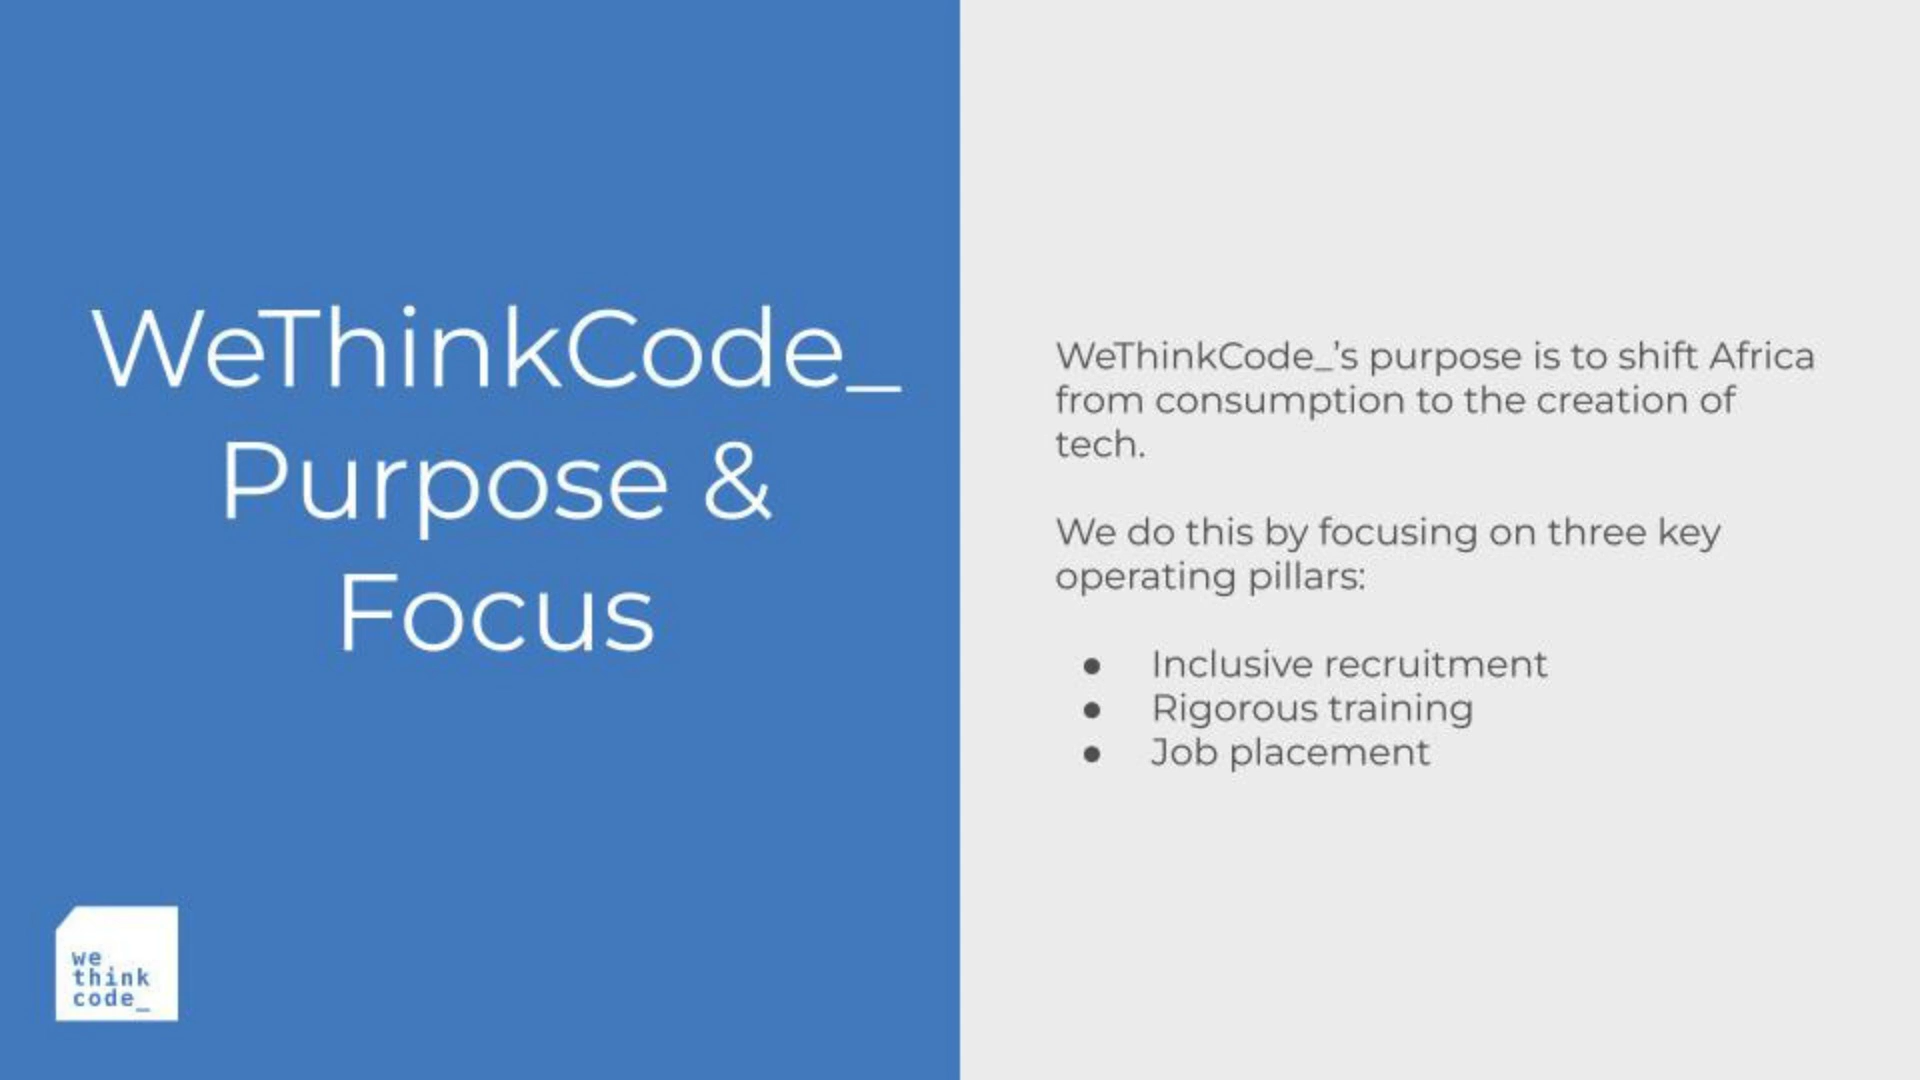 WeThinkCode_
Purpose &
Focus
WeThinkCode_’s purpose is to shift Africa
from consumption to the creation of
tech.
We do this by focusing on three key
operating pillars:
● Inclusive recruitment
● Rigorous training
● Job placement
we
think
code_